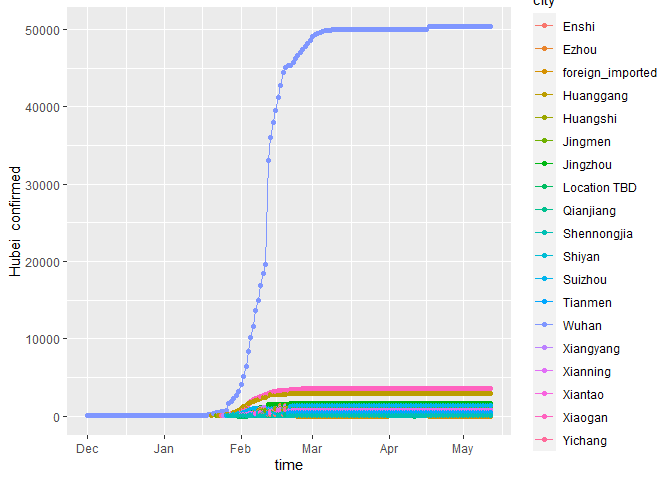 city
50000
40000
30000
20000
10000
0
Hubei confirmed
Dec
Jan
Feb
Mar
Apr
May
time
Enshi
Ezhou
foreign_imported
Huanggang
Huangshi
Jingmen
Jingzhou
Location TBD
Qianjiang
Shennongjia
Shiyan
Suizhou
Tianmen
Wuhan
Xiangyang
Xianning
Xiantao
Xiaogan
Yichang